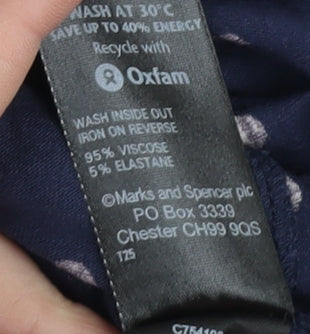 WASH AT 30°C
SAVE UP TO 40% ENERGY
Recycle with
Oxfam
WASH INSIDE OUT
IRON ON REVERSE
95% VISCOSE
5% ELASTANE
©Marks and Spencer plc
PO Box 3339
Chester CH99 9QS
T25